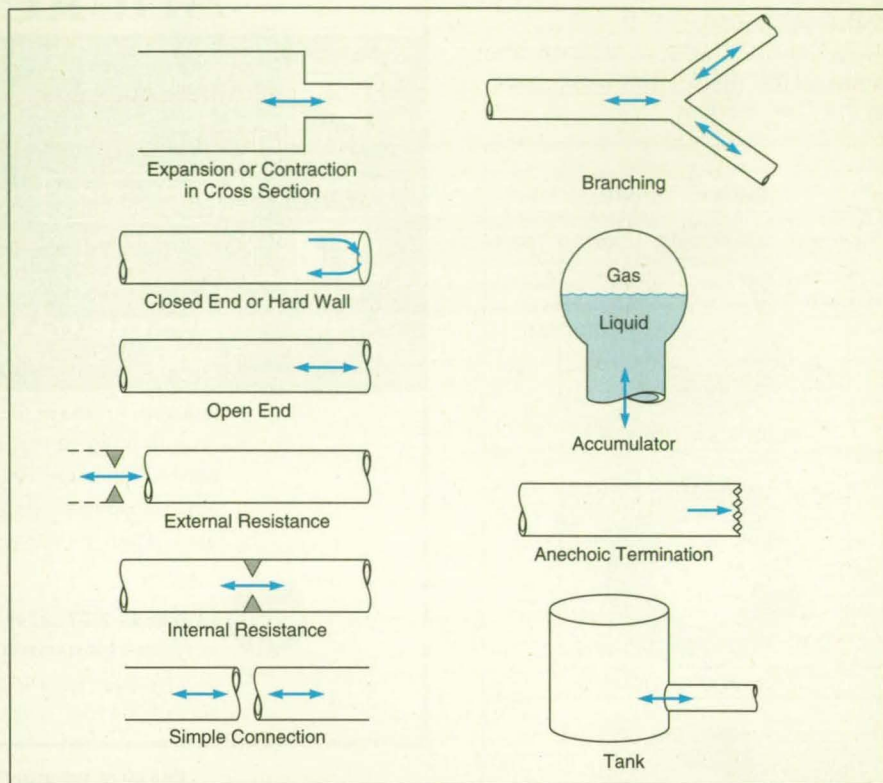 Expansion or Contraction
in Cross Section
Closed End or Hard Wall
Open End
External Resistance
Internal Resistance
Simple Connection
Branching
Gas
Liquid
Accumulator
Anechoic Termination
Tank